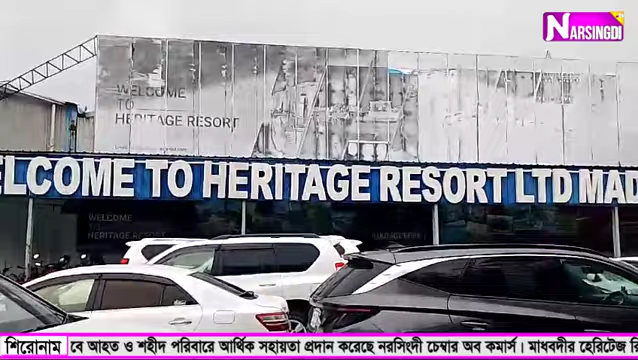 NARSINGDI
WELCOME
TO
HERITAGE RESORT
WELCOME TO HERITAGE RESORT LTD MAD
WELCOME
TO
HERITAGE RESORT
শিরোনাম
বে আহত ও শহীদ পরিবারে আর্থিক সহায়তা প্রদান করেছে নরসিংদী চেম্বার অব কমার্স। মাধবদীর হেরিটেজ রি